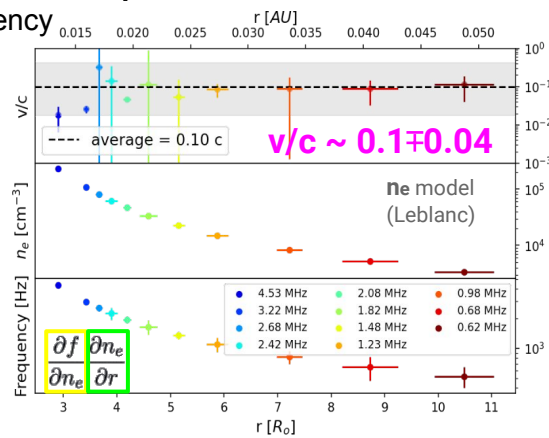 ency
r [AU]
0.015 0.020 0.025 0.030 0.035 0.040 0.045 0.050
v/c
10⁰
10⁻¹
10⁻²
10⁻³
average = 0.10 c
v/c ~ 0.1∓0.04
nₑ [cm⁻³]
nₑ model
(Leblanc)
10⁵
10⁴
Frequency [Hz]
4.53 MHz 2.08 MHz 0.98 MHz
3.22 MHz 1.82 MHz 0.68 MHz
2.68 MHz 1.48 MHz 0.62 MHz
2.42 MHz 1.23 MHz
10³
∂f/∂nₑ ∂nₑ/∂r
3 4 5 6 7 8 9 10 11
r [Rₒ]